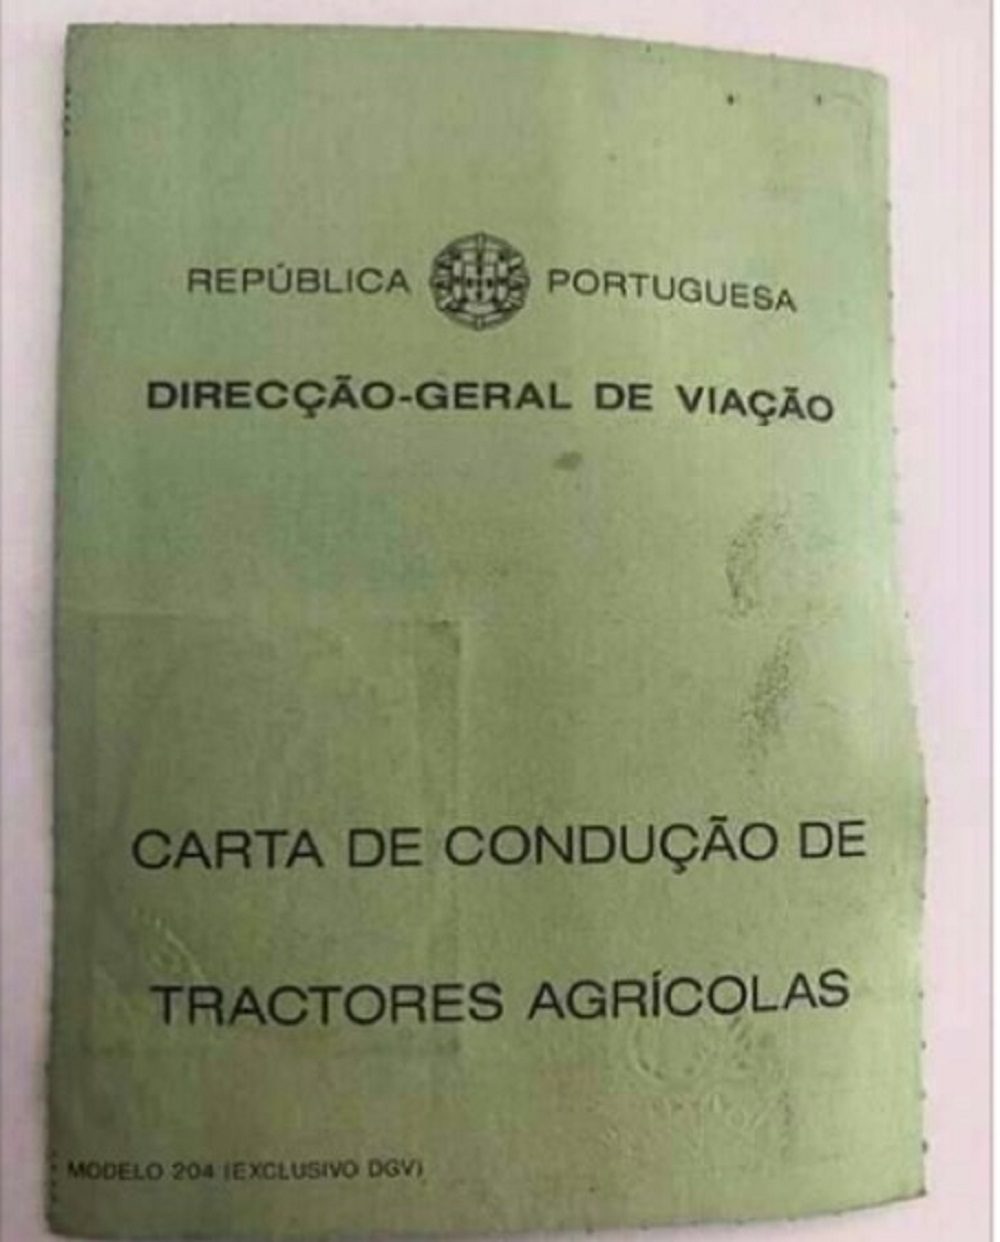 REPÚBLICA PORTUGUESA
DIRECÇÃO-GERAL DE VIAÇÃO
CARTA DE CONDUÇÃO DE
TRACTORES AGRÍCOLAS
MODELO 204 (EXCLUSIVO DGV)